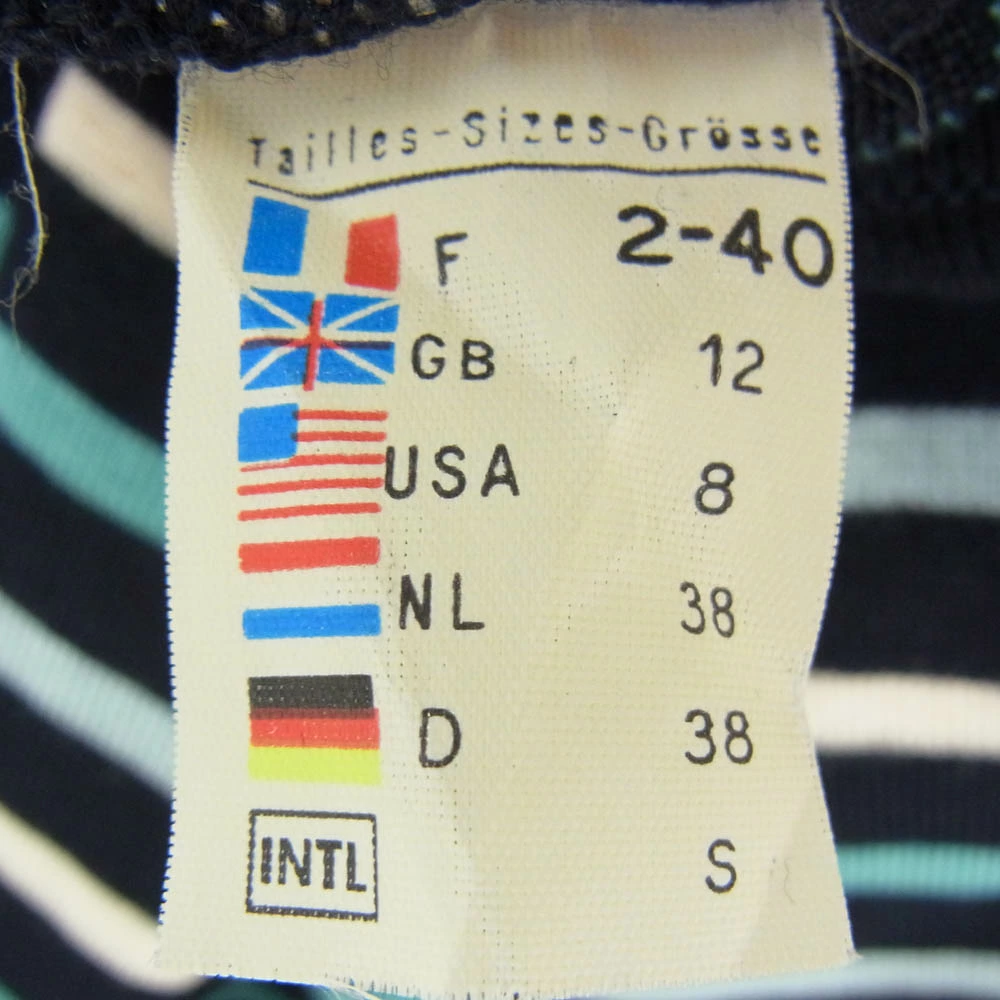 Tailles-Sizes-Grösse
F 2-40
GB 12
USA 8
NL 38
D 38
INTL S